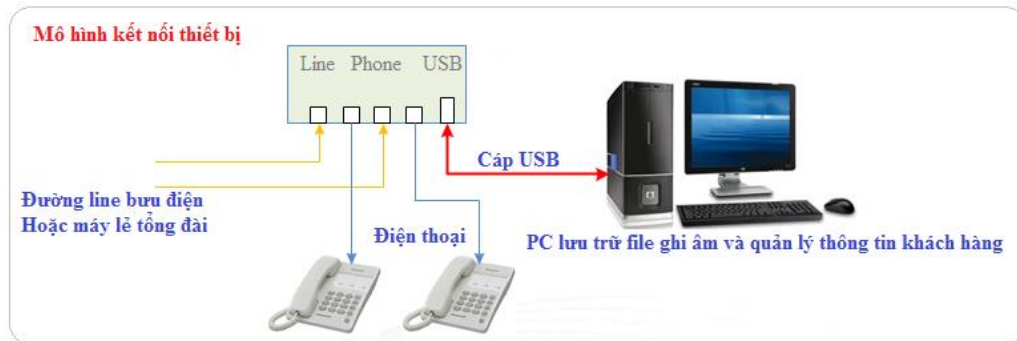 Mô hình kết nối thiết bị
Line Phone USB
Cáp USB
Đường line bưu điện
Hoặc máy lẻ tổng đài
Điện thoại
PC lưu trữ file ghi âm và quản lý thông tin khách hàng